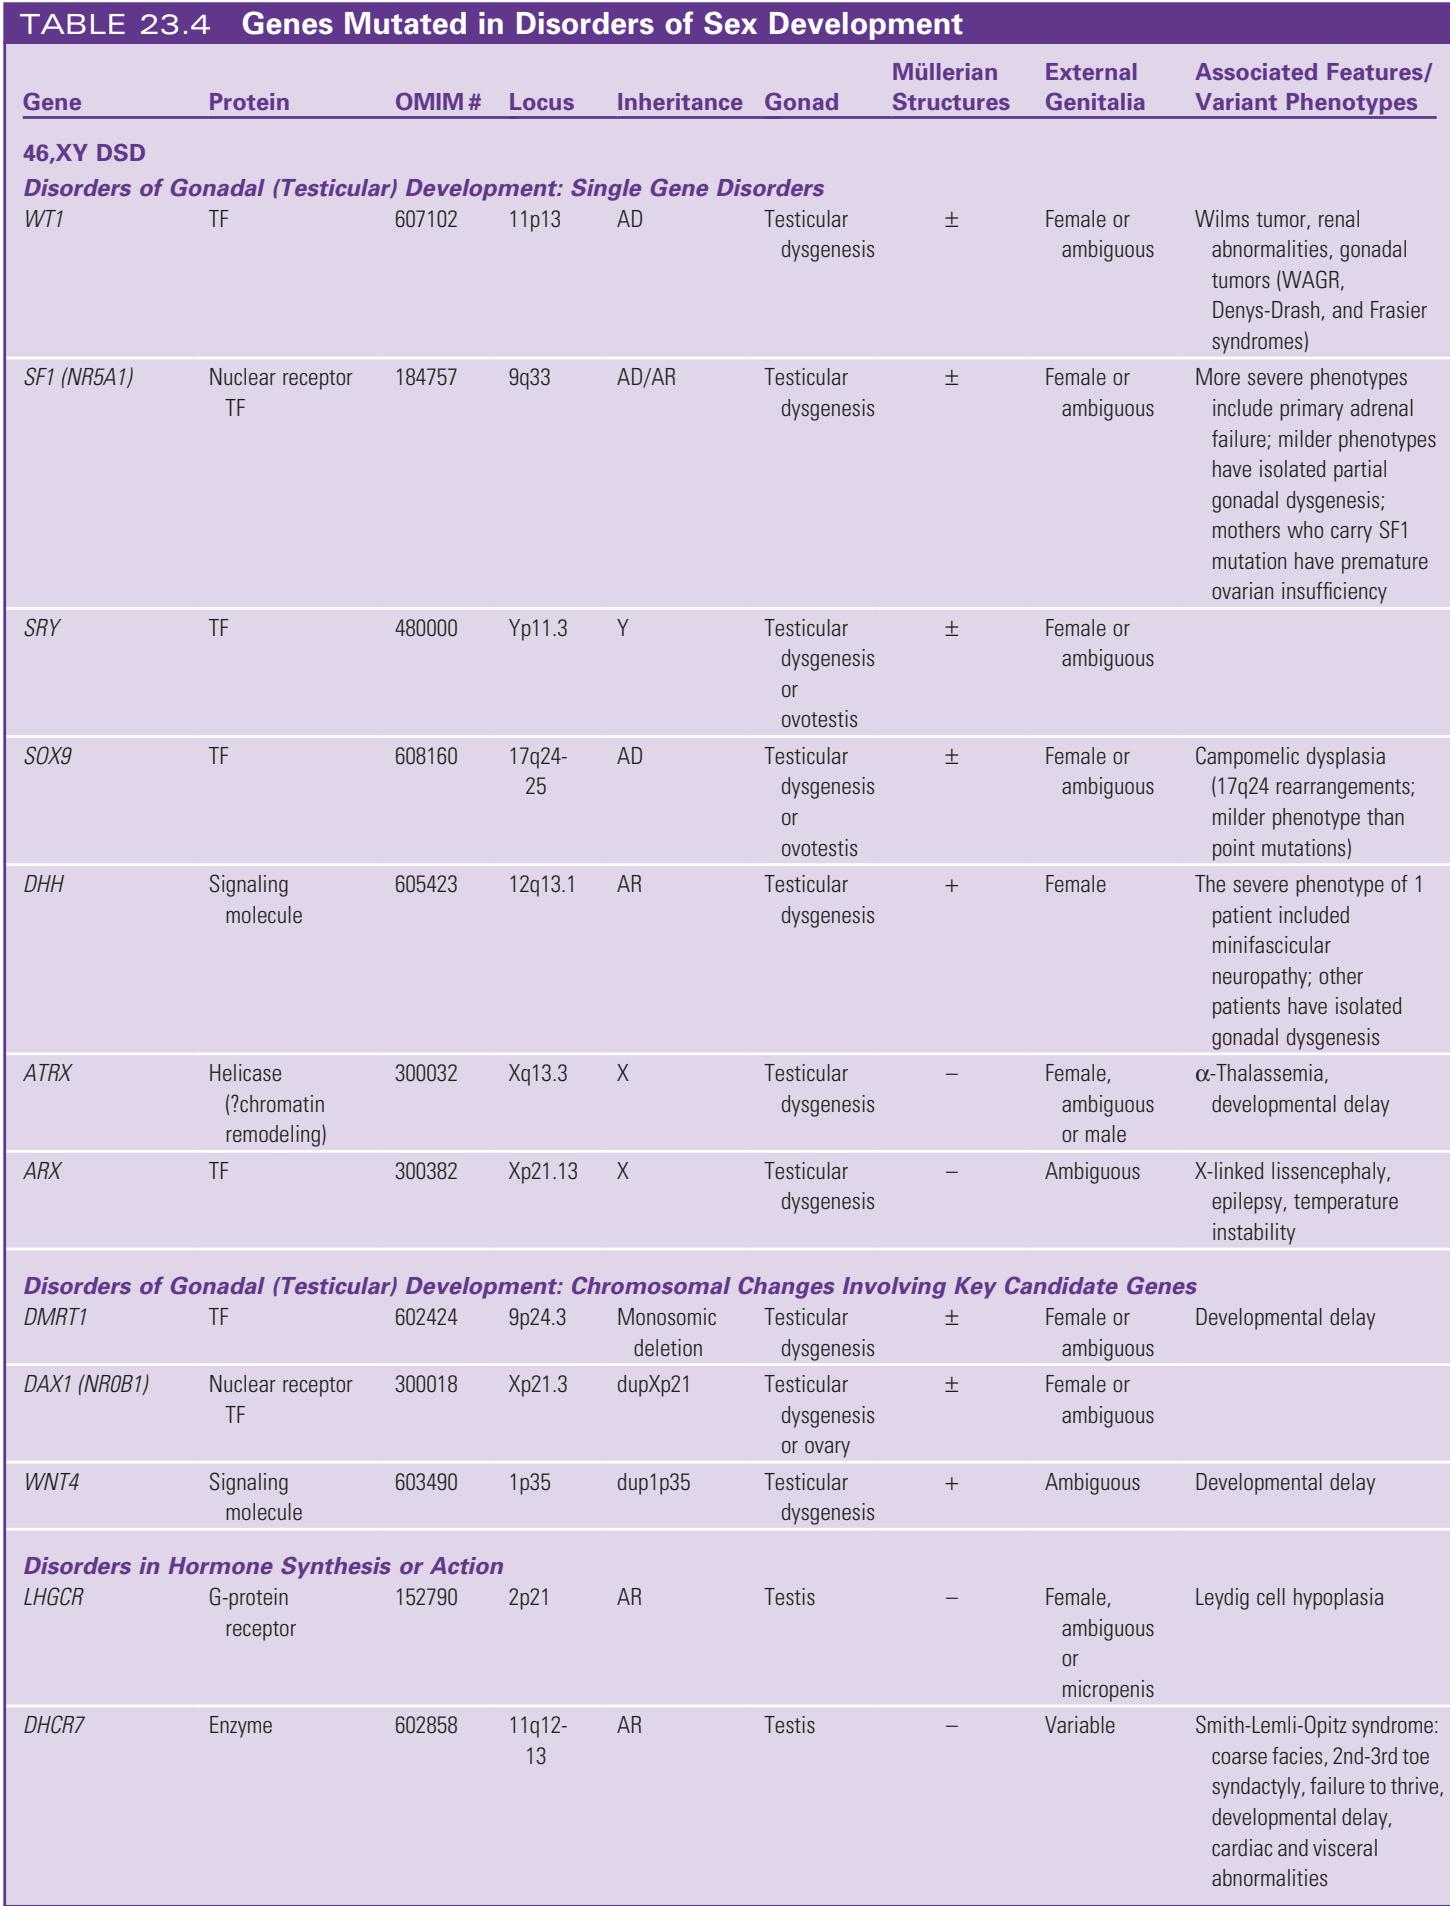 TABLE 23.4 Genes Mutated in Disorders of Sex Development
Müllerian External Associated Features/
Gene Protein OMIM # Locus Inheritance Gonad Structures Genitalia Variant Phenotypes
46,XY DSD
Disorders of Gonadal (Testicular) Development: Single Gene Disorders
WT1 TF 607102 11p13 AD Testicular ± Female or Wilms tumor, renal
dysgenesis ambiguous abnormalities, gonadal
tumors (WAGR,
Denys-Drash, and Frasier
syndromes)
SF1 (NR5A1) Nuclear receptor 184757 9q33 AD/AR Testicular ± Female or More severe phenotypes
TF dysgenesis ambiguous include primary adrenal
failure; milder phenotypes
have isolated partial
gonadal dysgenesis;
mothers who carry SF1
mutation have premature
ovarian insufficiency
SRY TF 480000 Yp11.3 Y Testicular ± Female or
dysgenesis ambiguous
or
ovotestis
SOX9 TF 608160 17q24- AD Testicular ± Female or Campomelic dysplasia
25 dysgenesis ambiguous (17q24 rearrangements;
or milder phenotype than
ovotestis point mutations)
DHH Signaling 605423 12q13.1 AR Testicular + Female The severe phenotype of 1
molecule dysgenesis patient included
minifascicular
neuropathy; other
patients have isolated
gonadal dysgenesis
ATRX Helicase 300032 Xq13.3 X Testicular – Female, α-Thalassemia,
(?chromatin dysgenesis ambiguous developmental delay
remodeling) or male
ARX TF 300382 Xp21.13 X Testicular – Ambiguous X-linked lissencephaly,
dysgenesis epilepsy, temperature
instability
Disorders of Gonadal (Testicular) Development: Chromosomal Changes Involving Key Candidate Genes
DMRT1 TF 602424 9p24.3 Monosomic Testicular ± Female or Developmental delay
deletion dysgenesis ambiguous
DAX1 (NR0B1) Nuclear receptor 300018 Xp21.3 dupXp21 Testicular ± Female or
TF dysgenesis ambiguous
or ovary
WNT4 Signaling 603490 1p35 dup1p35 Testicular + Ambiguous Developmental delay
molecule dysgenesis
Disorders in Hormone Synthesis or Action
LHGCR G-protein 152790 2p21 AR Testis – Female, Leydig cell hypoplasia
receptor ambiguous
or
micropenis
DHCR7 Enzyme 602858 11q12- AR Testis – Variable Smith-Lemli-Opitz syndrome:
13 coarse facies, 2nd-3rd toe
syndactyly, failure to thrive,
developmental delay,
cardiac and visceral
abnormalities